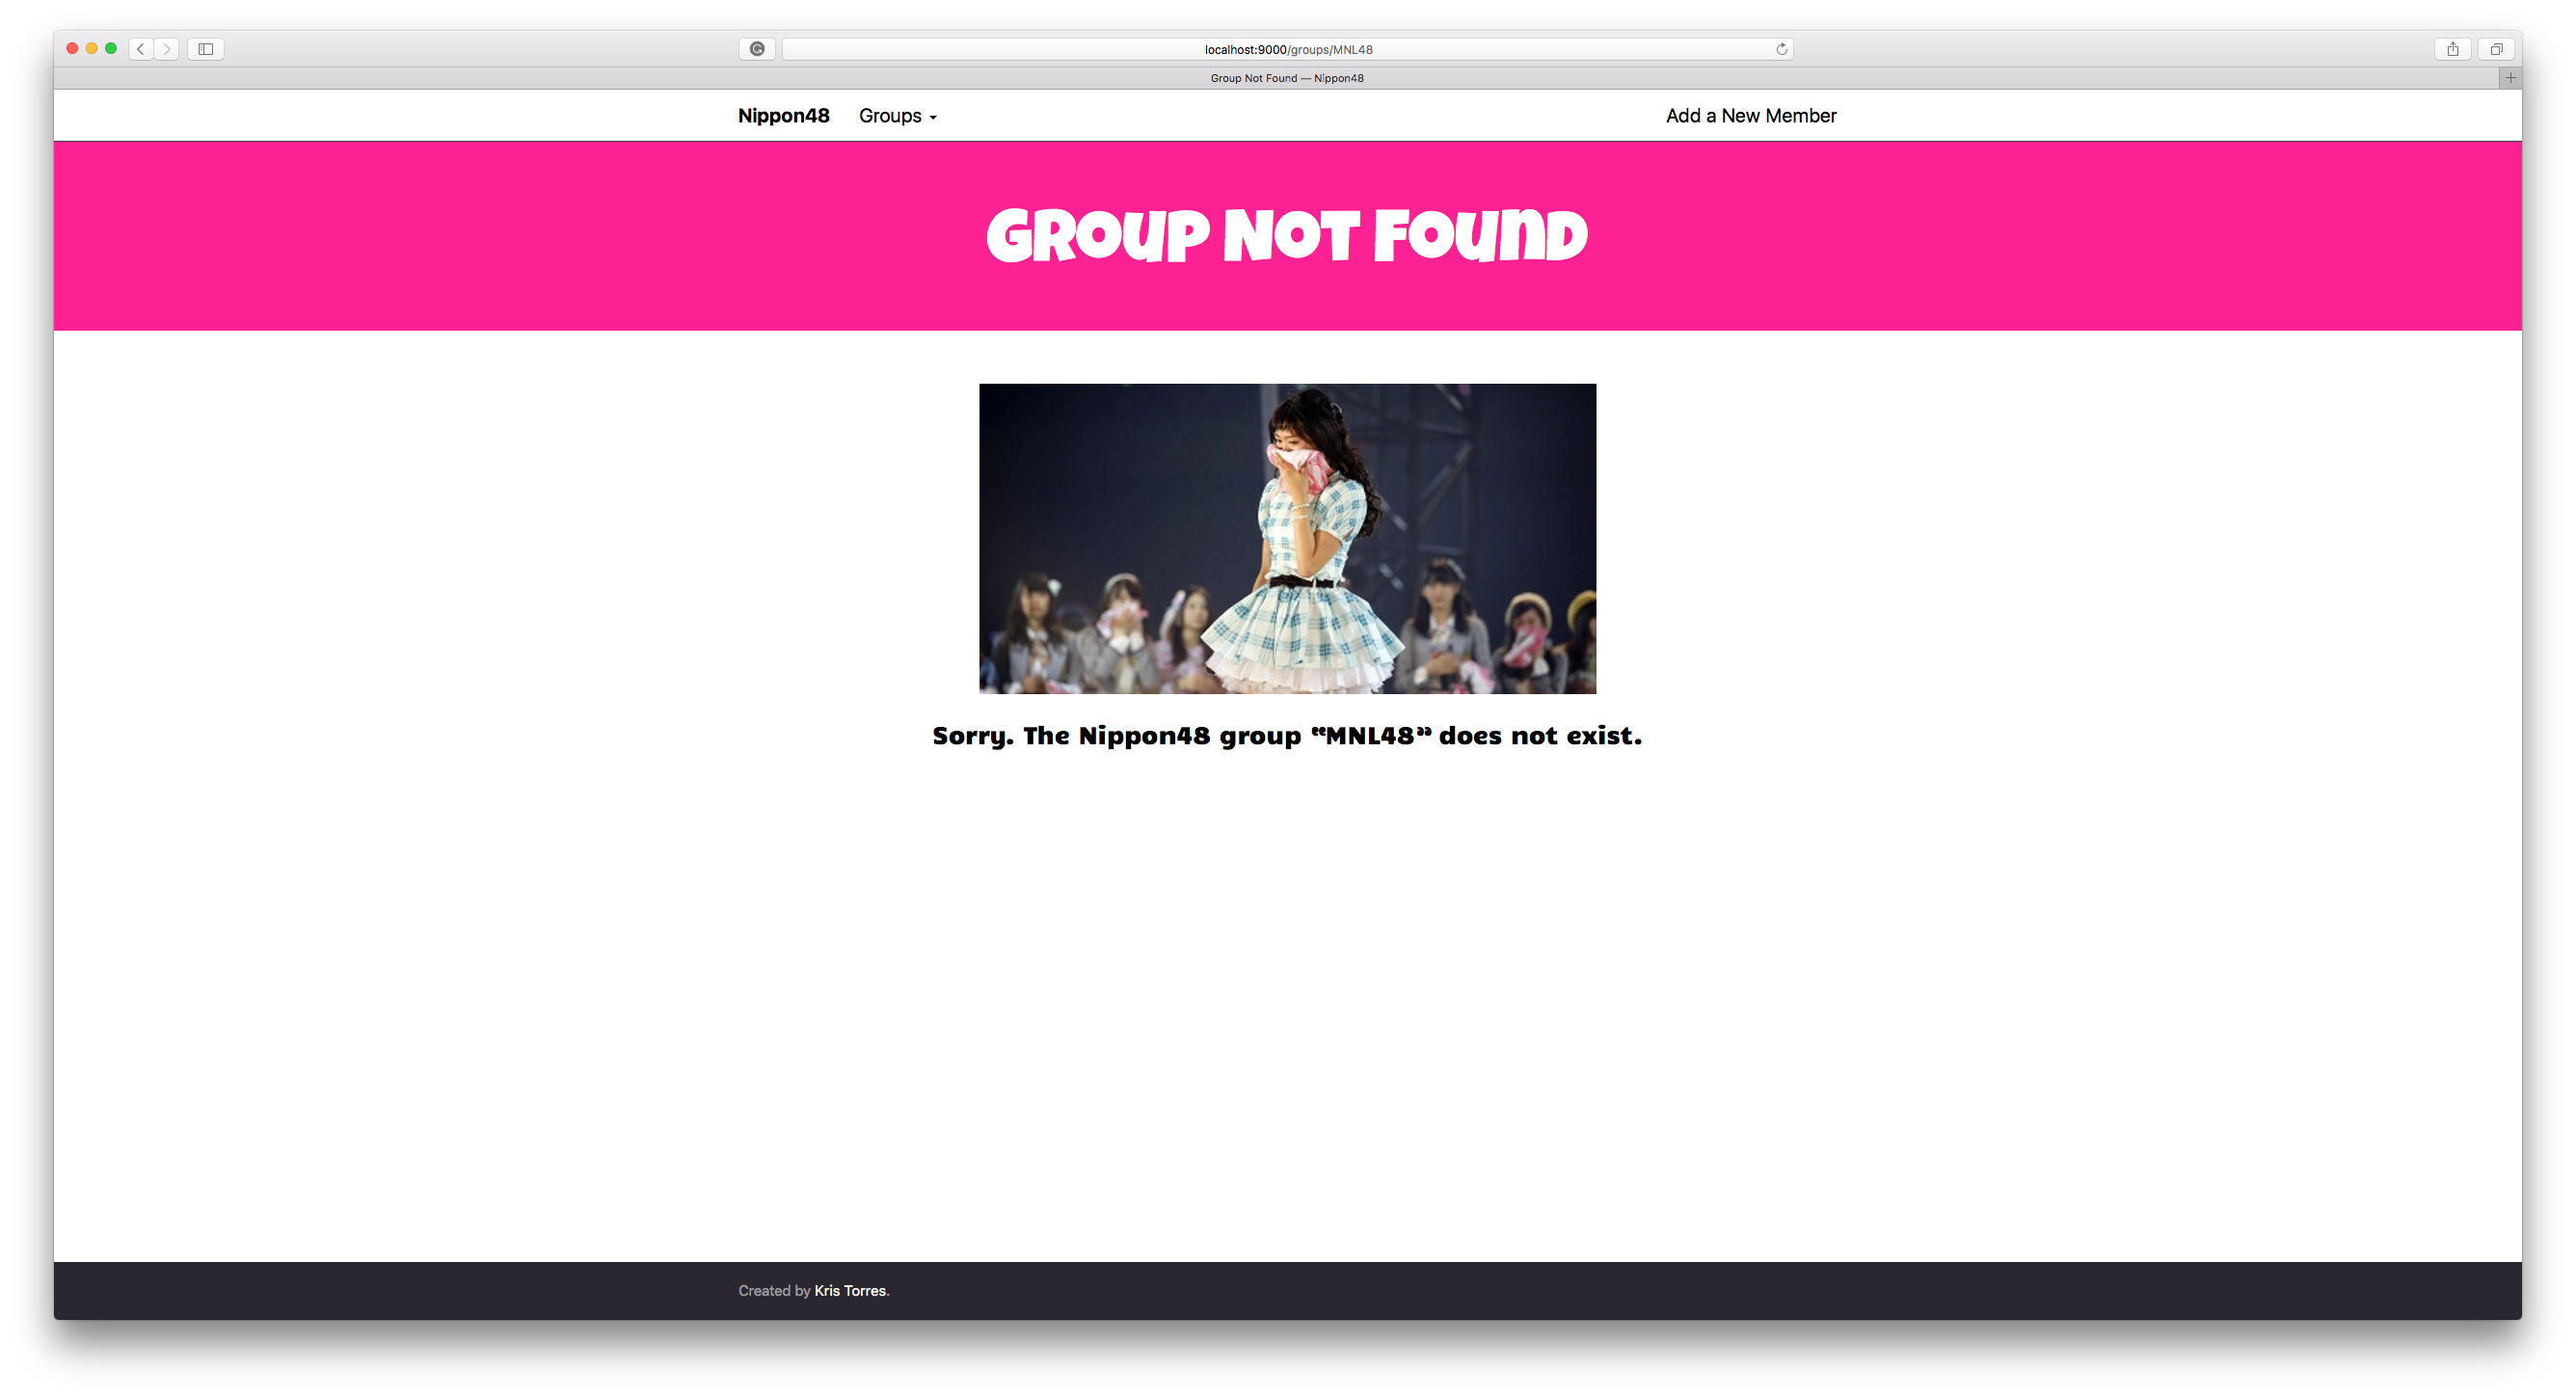 localhost:9000/groups/MNL48
Group Not Found — Nippon48
Nippon48 Groups Add a New Member
Group Not Found
Sorry. The Nippon48 group “MNL48” does not exist.
Created by Kris Torres.